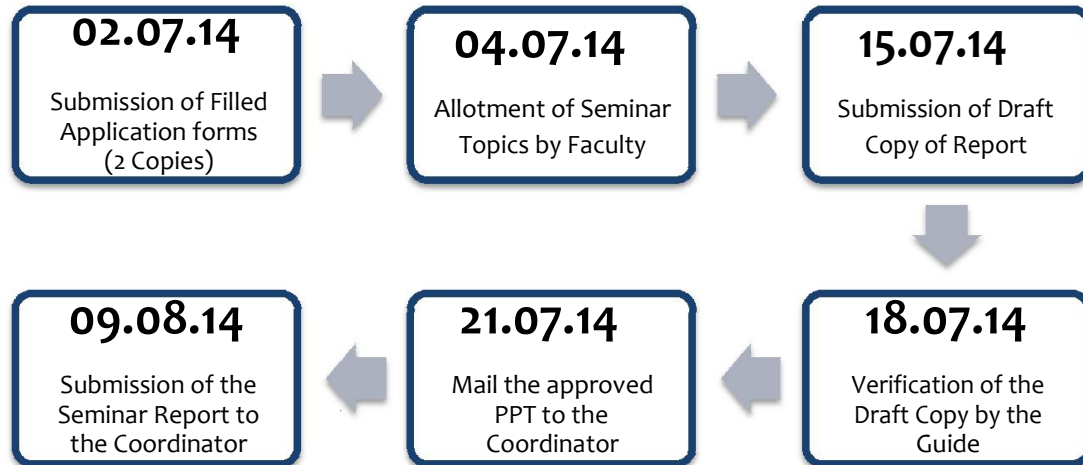 02.07.14
Submission of Filled
Application forms
(2 Copies)
04.07.14
Allotment of Seminar
Topics by Faculty
15.07.14
Submission of Draft
Copy of Report
18.07.14
Verification of the
Draft Copy by the
Guide
21.07.14
Mail the approved
PPT to the
Coordinator
09.08.14
Submission of the
Seminar Report to
the Coordinator